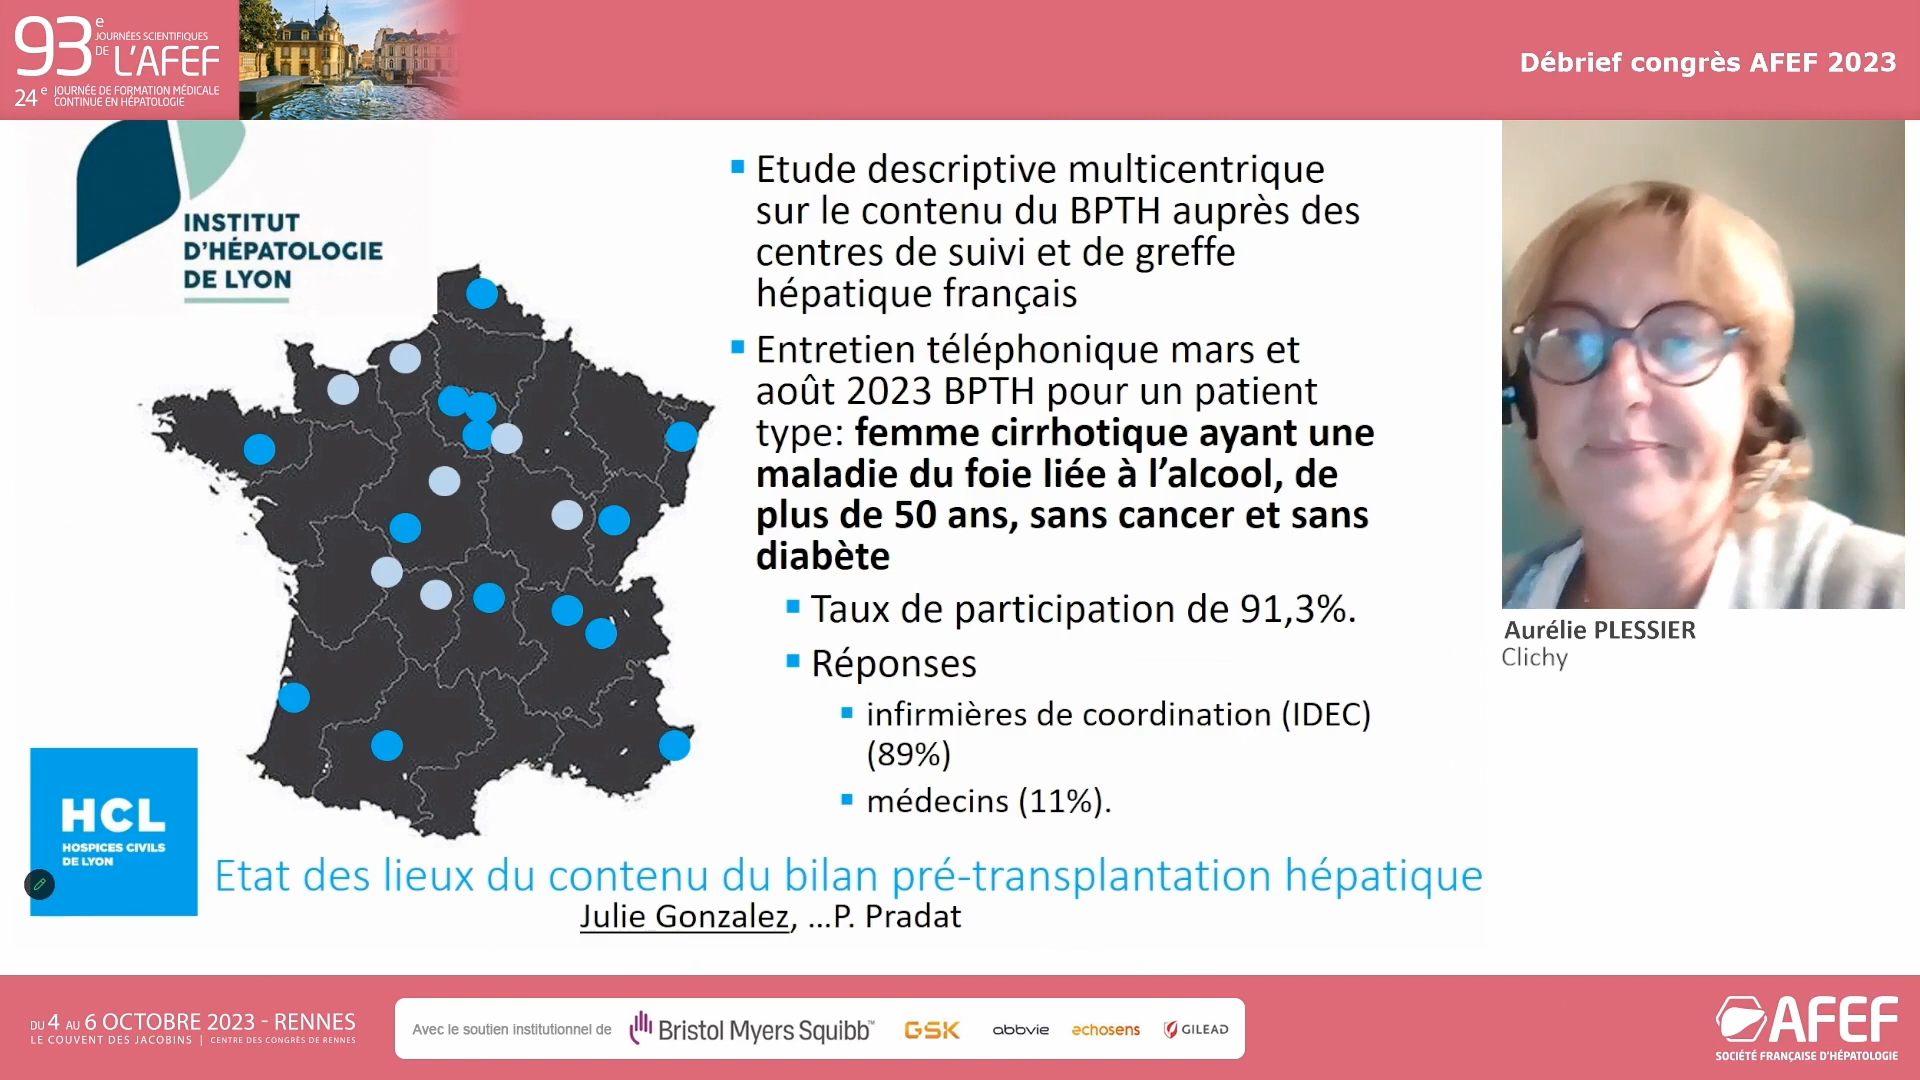 93e JOURNÉES SCIENTIFIQUES
DE L'AFEF
24e JOURNÉE DE FORMATION MÉDICALE
CONTINUE EN HÉPATOLOGIE
Débrief congrès AFEF 2023
INSTITUT
D'HÉPATOLOGIE
DE LYON
Etude descriptive multicentrique
sur le contenu du BPTH auprès des
centres de suivi et de greffe
hépatique français
Entretien téléphonique mars et
août 2023 BPTH pour un patient
type: femme cirrhotique ayant une
maladie du foie liée à l’alcool, de
plus de 50 ans, sans cancer et sans
diabète
Taux de participation de 91,3%.
Réponses
infirmières de coordination (IDEC)
(89%)
médecins (11%).
Aurélie PLESSIER
Clichy
HCL
HOSPICES CIVILS
DE LYON
Etat des lieux du contenu du bilan pré-transplantation hépatique
Julie Gonzalez, ...P. Pradat
DU 4 AU 6 OCTOBRE 2023 - RENNES
LE COUVENT DES JACOBINS | CENTRE DES CONGRÈS DE RENNES
Avec le soutien institutionnel de
Bristol Myers Squibb™
GSK
abbvie
echosens
GILEAD
AFEF
SOCIÉTÉ FRANÇAISE D'HÉPATOLOGIE